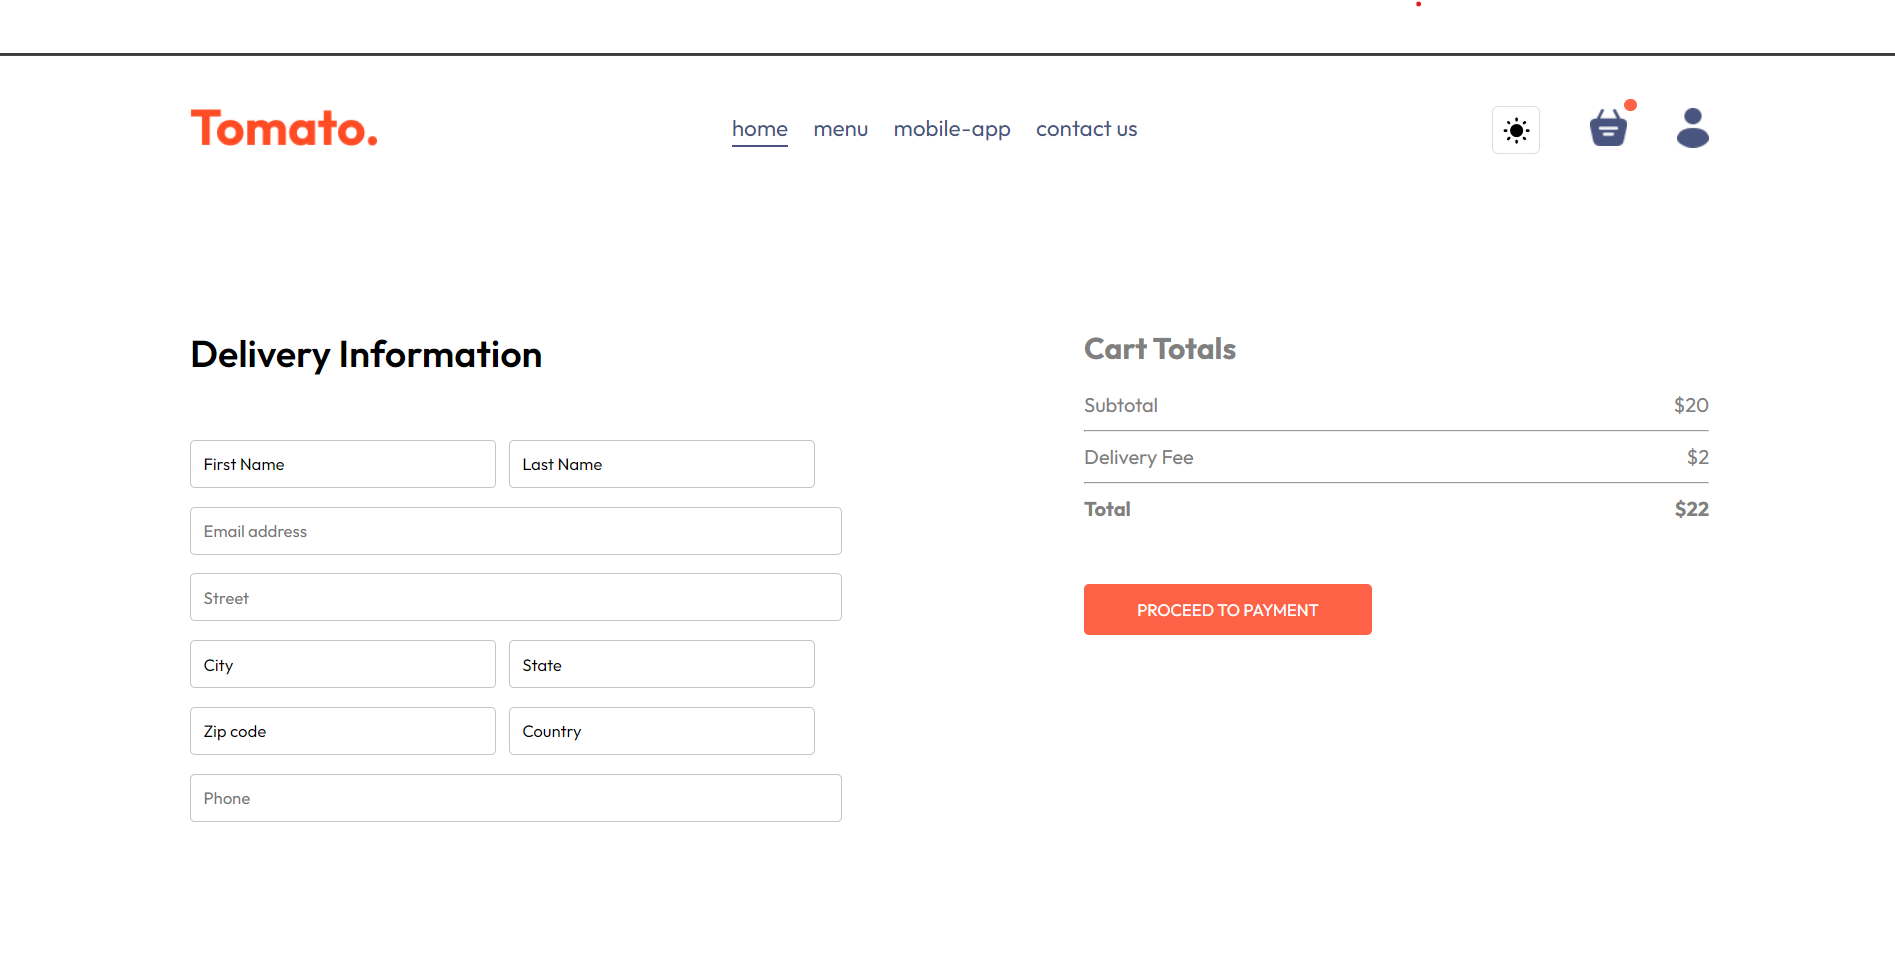 Tomato.
home menu mobile-app contact us
Delivery Information
First Name Last Name
Email address
Street
City State
Zip code Country
Phone
Cart Totals
Subtotal $20
Delivery Fee $2
Total $22
PROCEED TO PAYMENT